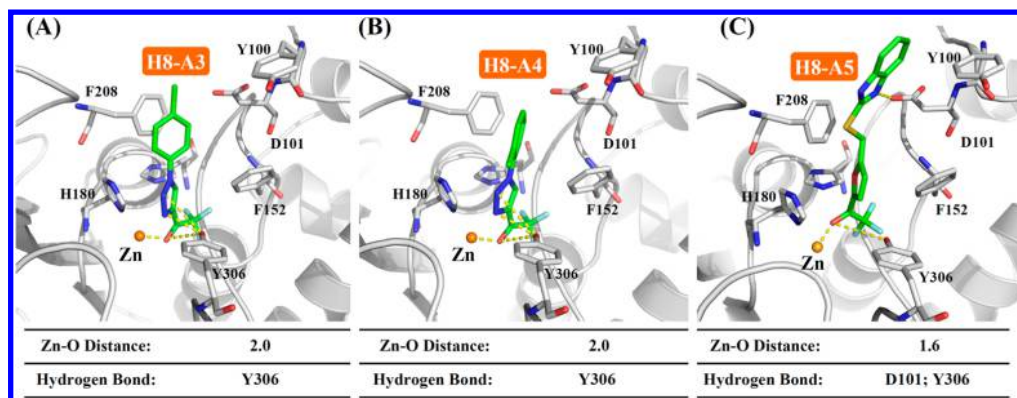 (A)
H8-A3
Y100
F208
D101
H180
F152
Zn
Y306
Zn-O Distance: 2.0
Hydrogen Bond: Y306
(B)
H8-A4
Y100
F208
D101
H180
F152
Zn
Y306
Zn-O Distance: 2.0
Hydrogen Bond: Y306
(C)
H8-A5
Y100
F208
D101
H180
F152
Zn
Y306
Zn-O Distance: 1.6
Hydrogen Bond: D101; Y306